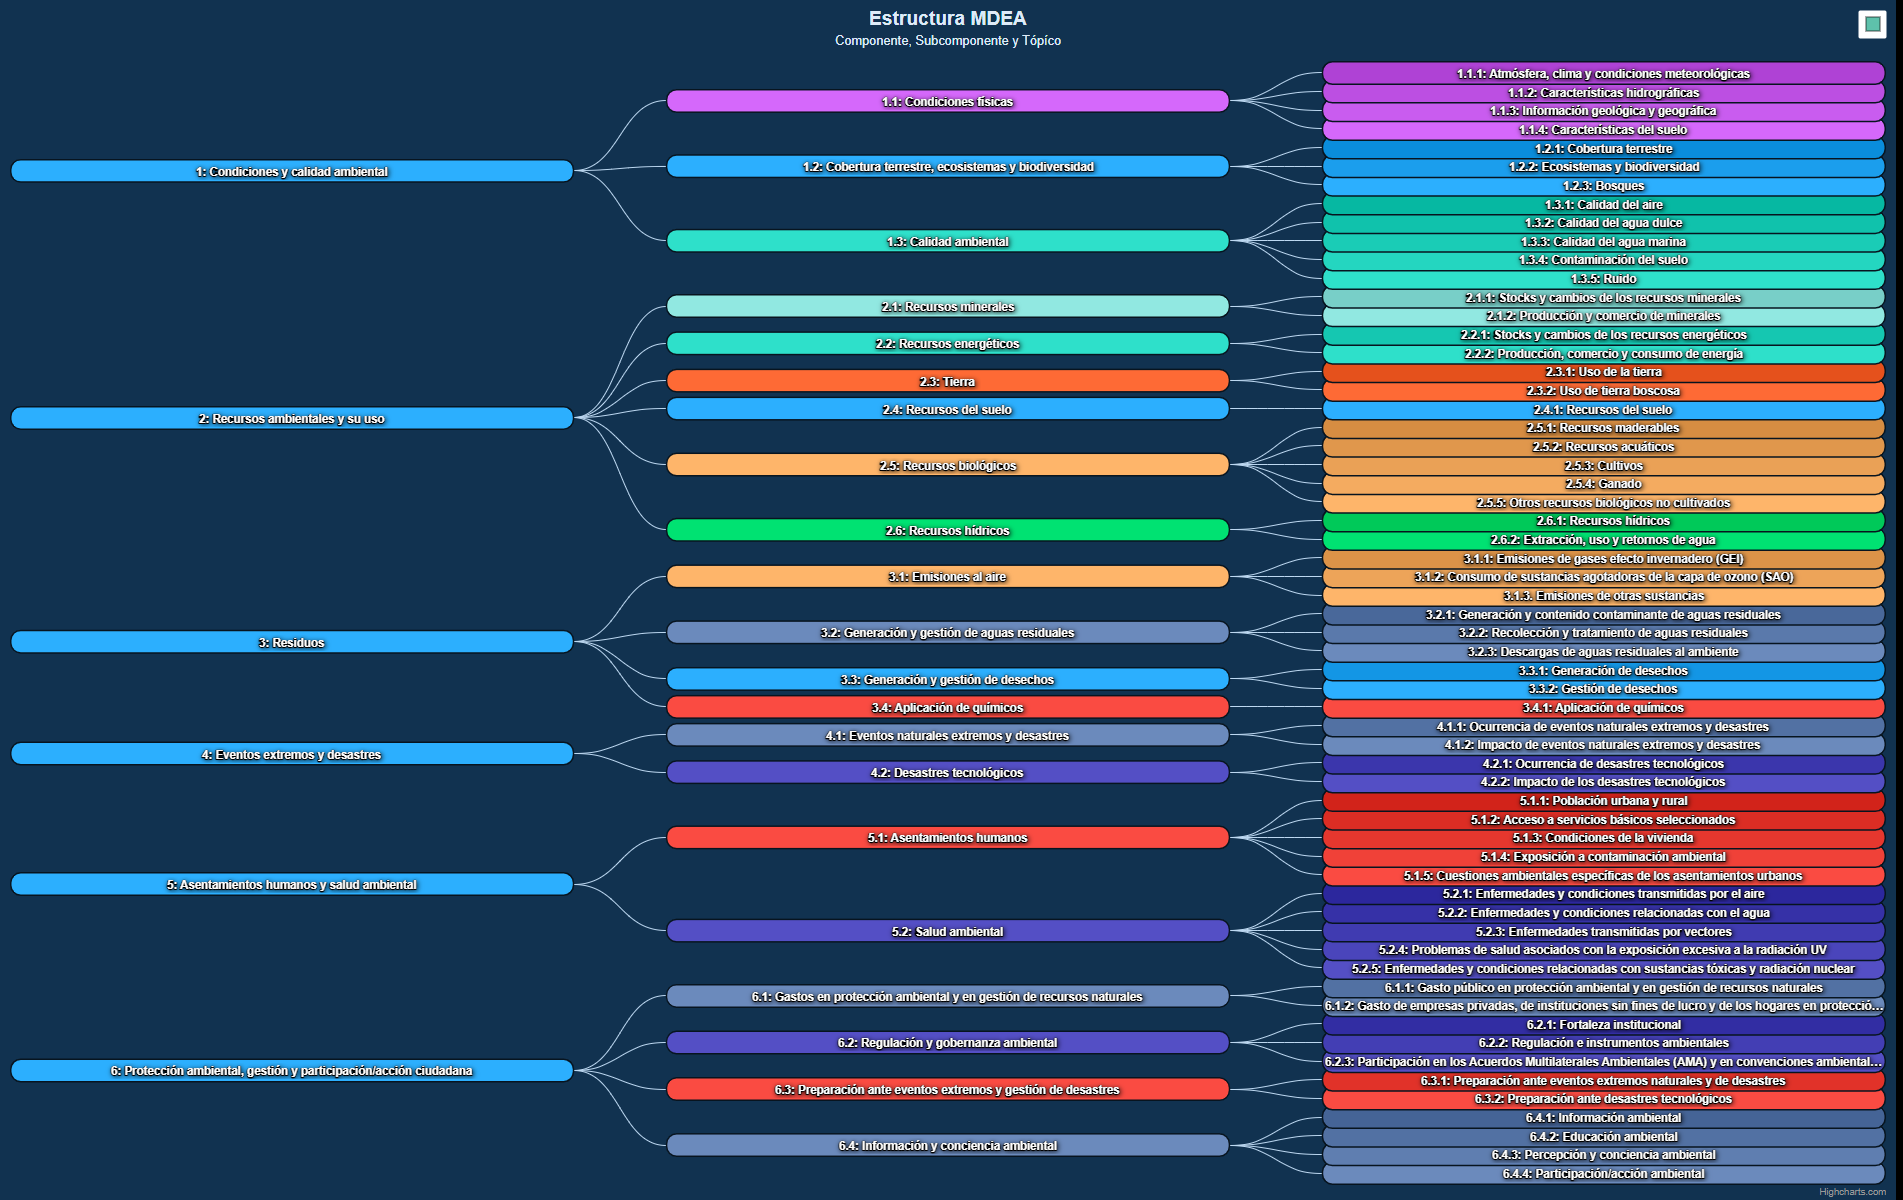 Estructura MDEA
Componente, Subcomponente y Tópíco
1: Condiciones y calidad ambiental
1.1: Condiciones físicas
1.1.1: Atmósfera, clima y condiciones meteorológicas
1.1.2: Características hidrográficas
1.1.3: Información geológica y geográfica
1.1.4: Características del suelo
1.2: Cobertura terrestre, ecosistemas y biodiversidad
1.2.1: Cobertura terrestre
1.2.2: Ecosistemas y biodiversidad
1.2.3: Bosques
1.3: Calidad ambiental
1.3.1: Calidad del aire
1.3.2: Calidad del agua dulce
1.3.3: Calidad del agua marina
1.3.4: Contaminación del suelo
1.3.5: Ruido
2: Recursos ambientales y su uso
2.1: Recursos minerales
2.1.1: Stocks y cambios de los recursos minerales
2.1.2: Producción y comercio de minerales
2.2: Recursos energéticos
2.2.1: Stocks y cambios de los recursos energéticos
2.2.2: Producción, comercio y consumo de energía
2.3: Tierra
2.3.1: Uso de la tierra
2.3.2: Uso de tierra boscosa
2.4: Recursos del suelo
2.4.1: Recursos del suelo
2.5: Recursos biológicos
2.5.1: Recursos maderables
2.5.2: Recursos acuáticos
2.5.3: Cultivos
2.5.4: Ganado
2.5.5: Otros recursos biológicos no cultivados
2.6: Recursos hídricos
2.6.1: Recursos hídricos
2.6.2: Extracción, uso y retornos de agua
3: Residuos
3.1: Emisiones al aire
3.1.1: Emisiones de gases efecto invernadero (GEI)
3.1.2: Consumo de sustancias agotadoras de la capa de ozono (SAO)
3.1.3. Emisiones de otras sustancias
3.2: Generación y gestión de aguas residuales
3.2.1: Generación y contenido contaminante de aguas residuales
3.2.2: Recolección y tratamiento de aguas residuales
3.2.3: Descargas de aguas residuales al ambiente
3.3: Generación y gestión de desechos
3.3.1: Generación de desechos
3.3.2: Gestión de desechos
3.4: Aplicación de químicos
3.4.1: Aplicación de químicos
4: Eventos extremos y desastres
4.1: Eventos naturales extremos y desastres
4.1.1: Ocurrencia de eventos naturales extremos y desastres
4.1.2: Impacto de eventos naturales extremos y desastres
4.2: Desastres tecnológicos
4.2.1: Ocurrencia de desastres tecnológicos
4.2.2: Impacto de los desastres tecnológicos
5: Asentamientos humanos y salud ambiental
5.1: Asentamientos humanos
5.1.1: Población urbana y rural
5.1.2: Acceso a servicios básicos seleccionados
5.1.3: Condiciones de la vivienda
5.1.4: Exposición a contaminación ambiental
5.1.5: Cuestiones ambientales específicas de los asentamientos urbanos
5.2: Salud ambiental
5.2.1: Enfermedades y condiciones transmitidas por el aire
5.2.2: Enfermedades y condiciones relacionadas con el agua
5.2.3: Enfermedades transmitidas por vectores
5.2.4: Problemas de salud asociados con la exposición excesiva a la radiación UV
5.2.5: Enfermedades y condiciones relacionadas con sustancias tóxicas y radiación nuclear
6: Protección ambiental, gestión y participación/acción ciudadana
6.1: Gastos en protección ambiental y en gestión de recursos naturales
6.1.1: Gasto público en protección ambiental y en gestión de recursos naturales
6.1.2: Gasto de empresas privadas, de instituciones sin fines de lucro y de los hogares en protecció…
6.2: Regulación y gobernanza ambiental
6.2.1: Fortaleza institucional
6.2.2: Regulación e instrumentos ambientales
6.2.3: Participación en los Acuerdos Multilaterales Ambientales (AMA) y en convenciones ambiental…
6.3: Preparación ante eventos extremos y gestión de desastres
6.3.1: Preparación ante eventos extremos naturales y de desastres
6.3.2: Preparación ante desastres tecnológicos
6.4: Información y conciencia ambiental
6.4.1: Información ambiental
6.4.2: Educación ambiental
6.4.3: Percepción y conciencia ambiental
6.4.4: Participación/acción ambiental
Highcharts.com